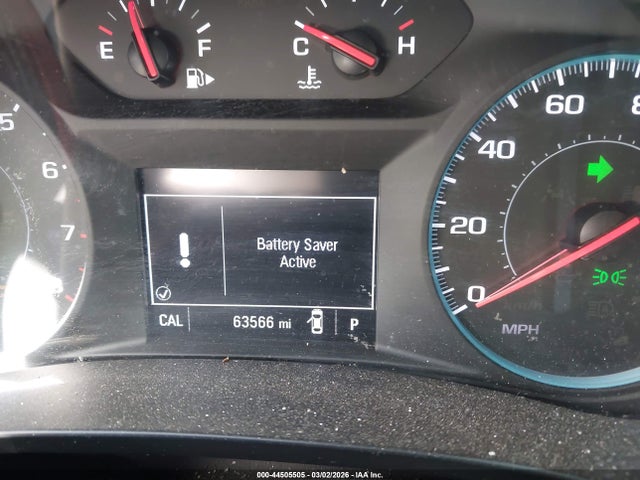 E F
C H
5
6
7
20
40
60
8
0
MPH
Battery Saver
Active
CAL 63566 mi P
000-44505505 - 03/02/2026 - IAA Inc.